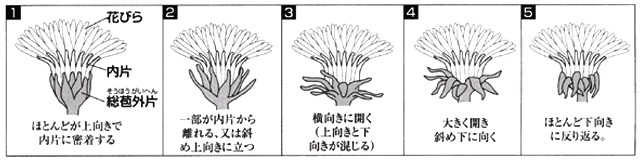 1
花びら
内片
そうほうがいへん
総苞外片
ほとんどが上向きで
内片に密着する
2
一部が内片から
離れる、又は斜
め上向きに立つ
3
横向きに開く
(上向きと下
向きが混じる)
4
大きく開き
斜め下に向く
5
ほとんど下向き
に反り返る。